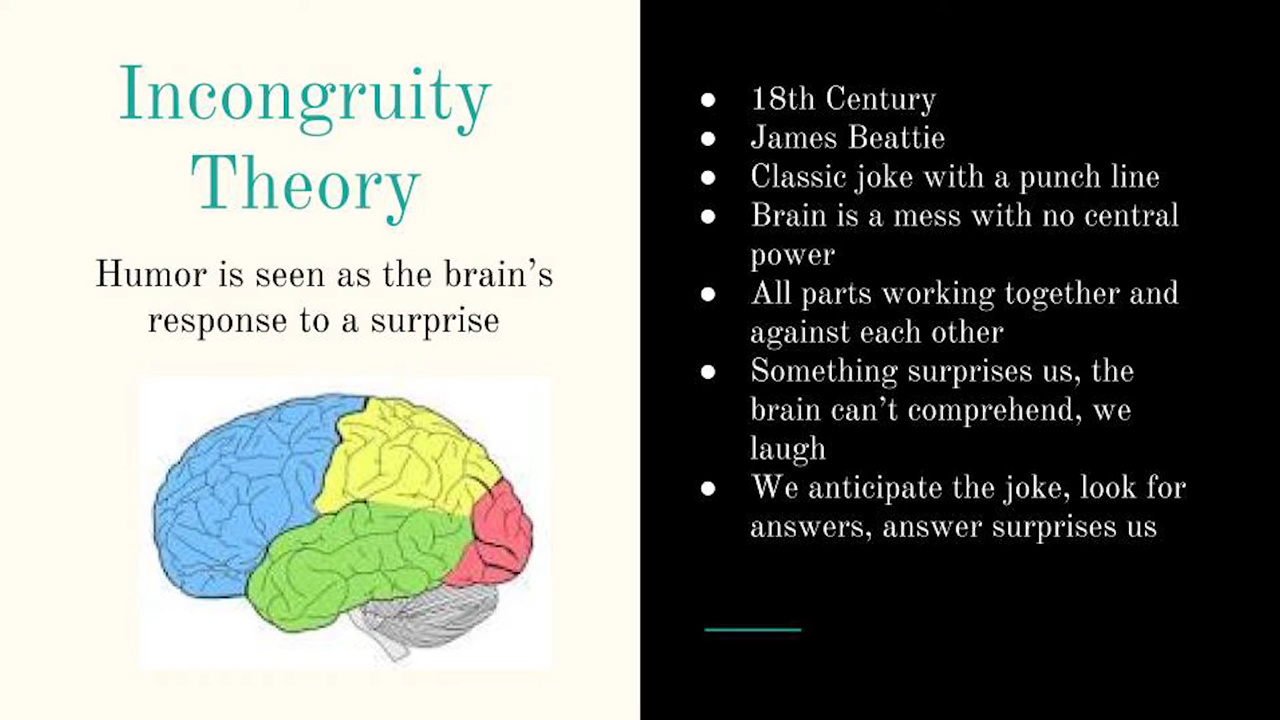 Incongruity
Theory
Humor is seen as the brain’s
response to a surprise
● 18th Century
● James Beattie
● Classic joke with a punch line
● Brain is a mess with no central
power
● All parts working together and
against each other
● Something surprises us, the
brain can’t comprehend, we
laugh
● We anticipate the joke, look for
answers, answer surprises us